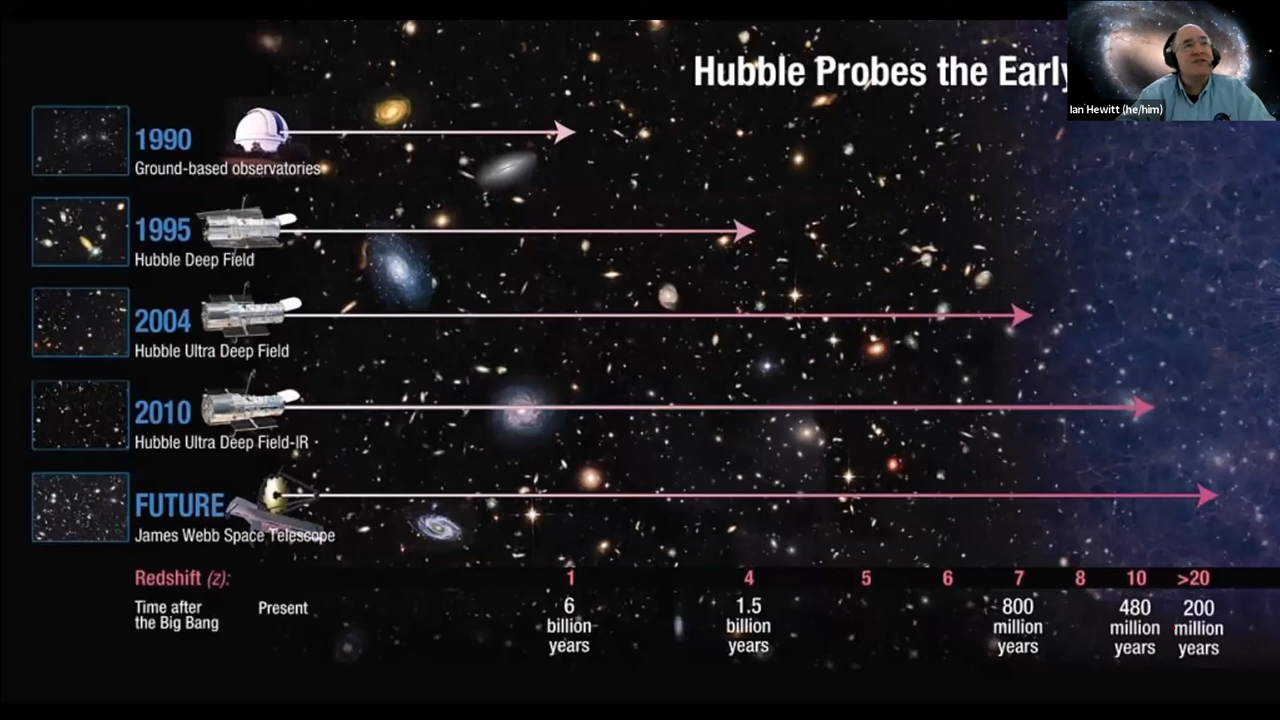 Hubble Probes the Early
Ian Hewitt (he/him)
1990
Ground-based observatories
1995
Hubble Deep Field
2004
Hubble Ultra Deep Field
2010
Hubble Ultra Deep Field-IR
FUTURE
James Webb Space Telescope
Redshift (z): 1 4 5 6 7 8 10 >20
Time after
the Big Bang
Present
6
billion
years
1.5
billion
years
800
million
years
480
million
years
200
million
years